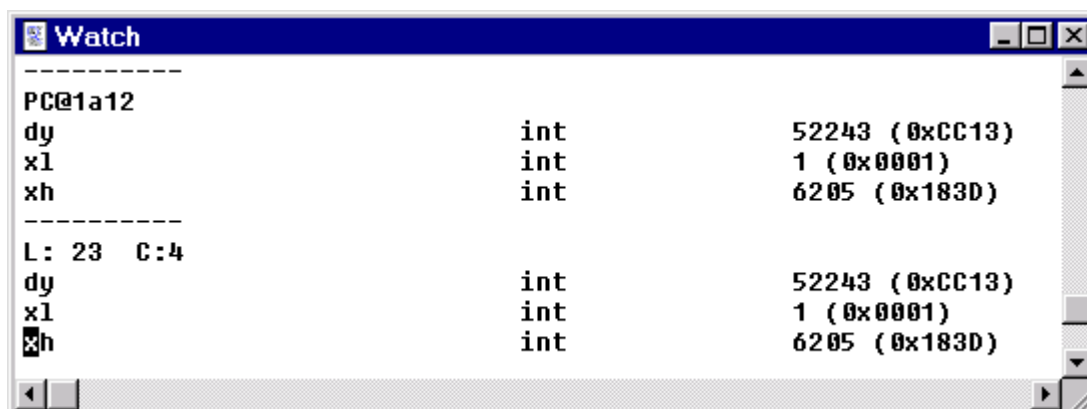 Watch
----------
PC@1a12
dy int 52243 (0xCC13)
xl int 1 (0x0001)
xh int 6205 (0x183D)
----------
L: 23  C:4
dy int 52243 (0xCC13)
xl int 1 (0x0001)
xh int 6205 (0x183D)